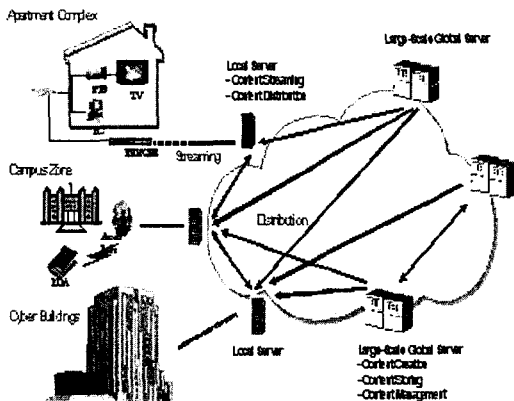 Apartment Complex
Large-Scale Global Server
Local Server
-Content Streaming
-Content Distribution
TV
Streaming
Campus Zone
Distribution
PDA
Cyber Buildings
Local Server
Large-Scale Global Server
-Content Creation
-Content Storing
-Content Management